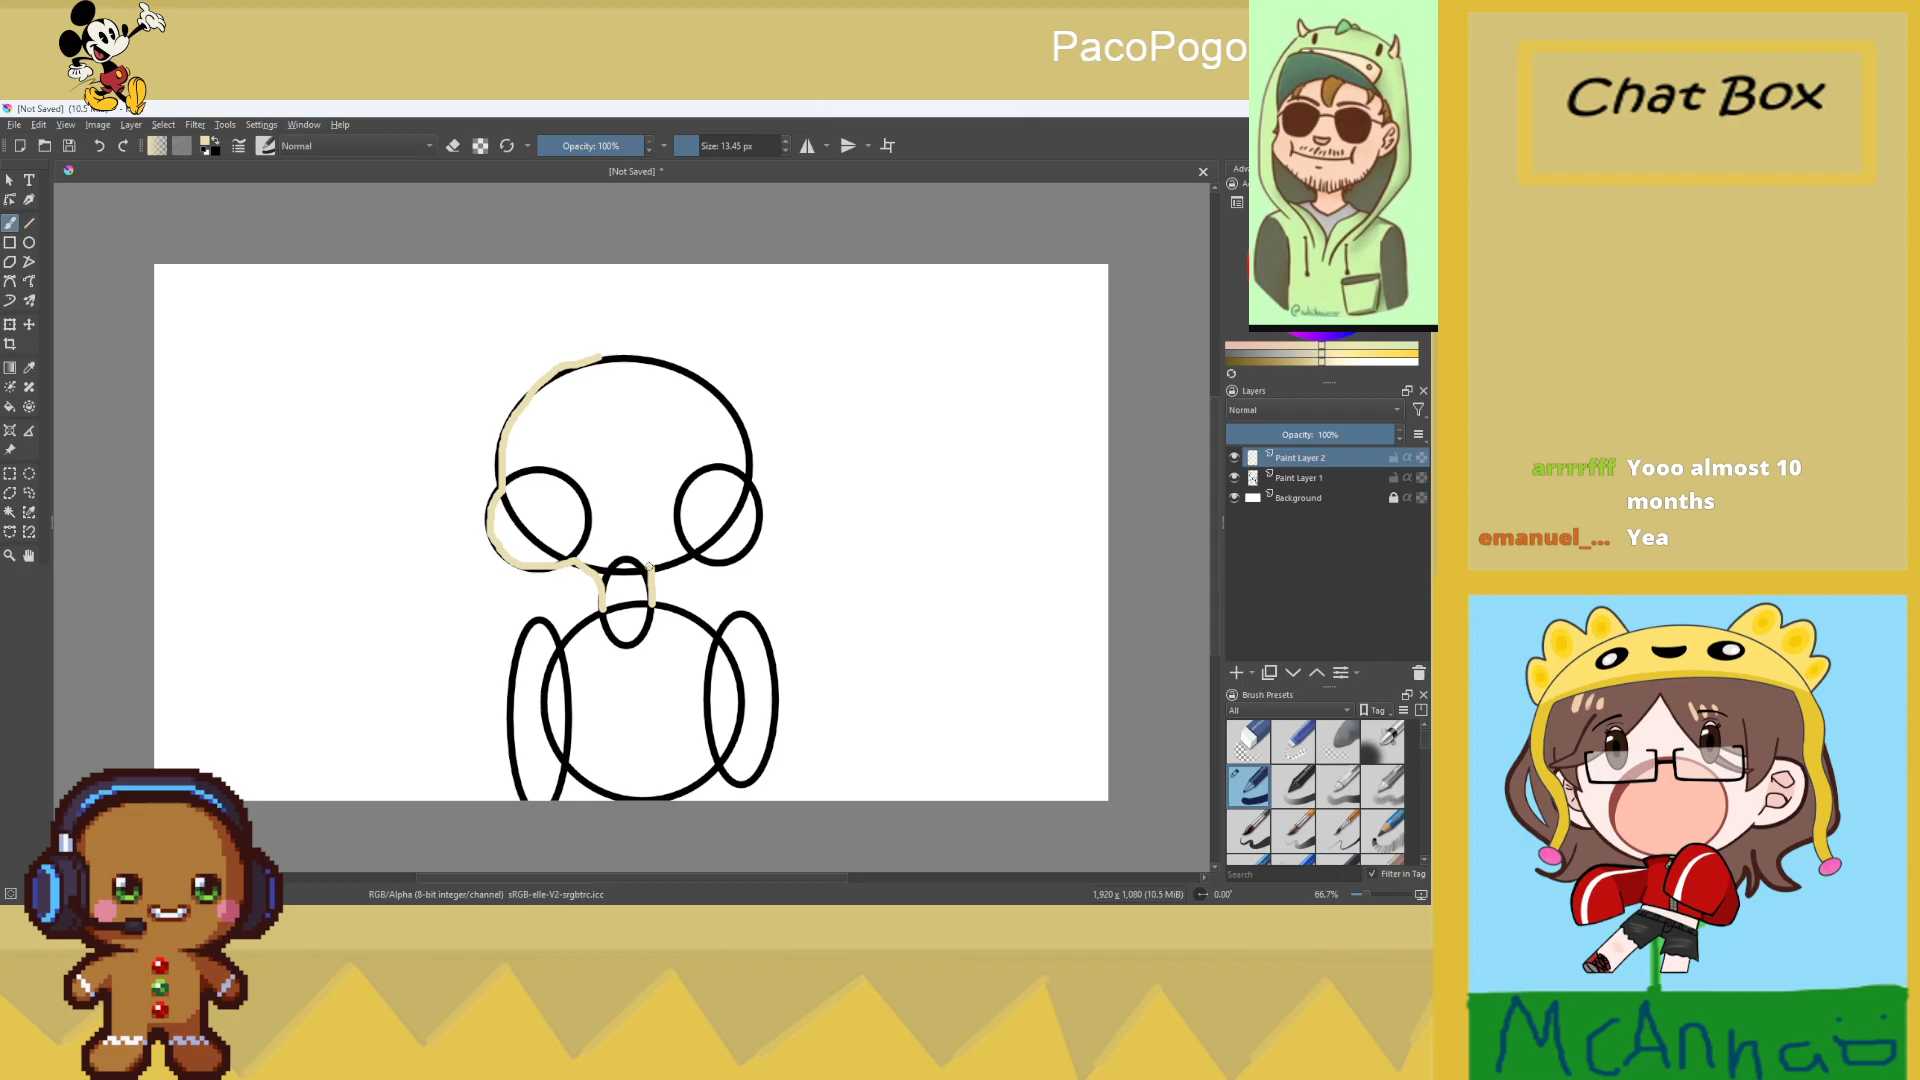 PacoPogo
Chat Box
[Not Saved] (10.5
File Edit View Image Layer Select Filter Tools Settings Window Help
Normal
Opacity: 100%
Size: 13.45 px
[Not Saved] *
Layers
Normal
Opacity: 100%
Paint Layer 2
Paint Layer 1
Background
Brush Presets
All
Tag
Search
Filter in Tag
RGB/Alpha (8-bit integer/channel) sRGB-elle-V2-srgbtrc.icc
1,920 x 1,080 (10.5 MiB)
0.00°
66.7%
arrrrfff Yooo almost 10
months
emanuel_... Yea
McAnna